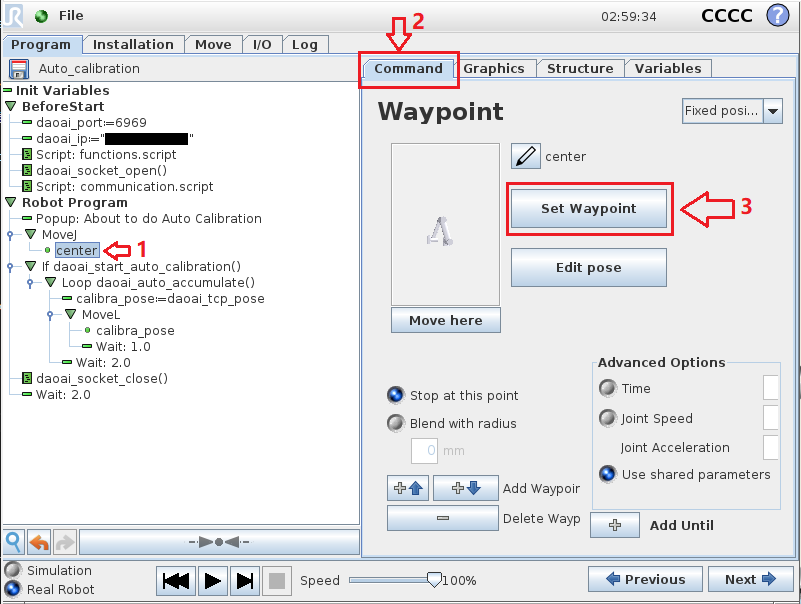 File
02:59:34
CCCC
?
2
Program
Installation
Move
I/O
Log
Auto_calibration
Command
Graphics
Structure
Variables
Init Variables
BeforeStart
daoai_port:=6969
daoai_ip:=" "
Script: functions.script
daoai_socket_open()
Script: communication.script
Robot Program
Popup: About to do Auto Calibration
MoveJ
center
1
If daoai_start_auto_calibration()
Loop daoai_auto_accumulate()
calibra_pose:=daoai_tcp_pose
MoveL
calibra_pose
Wait: 1.0
Wait: 2.0
daoai_socket_close()
Wait: 2.0
Waypoint
Fixed posi...
center
Set Waypoint
3
Edit pose
Move here
Stop at this point
Blend with radius
0 mm
Add Waypoir
Delete Wayp
Advanced Options
Time
Joint Speed
Joint Acceleration
Use shared parameters
Add Until
Simulation
Real Robot
Speed
100%
Previous
Next